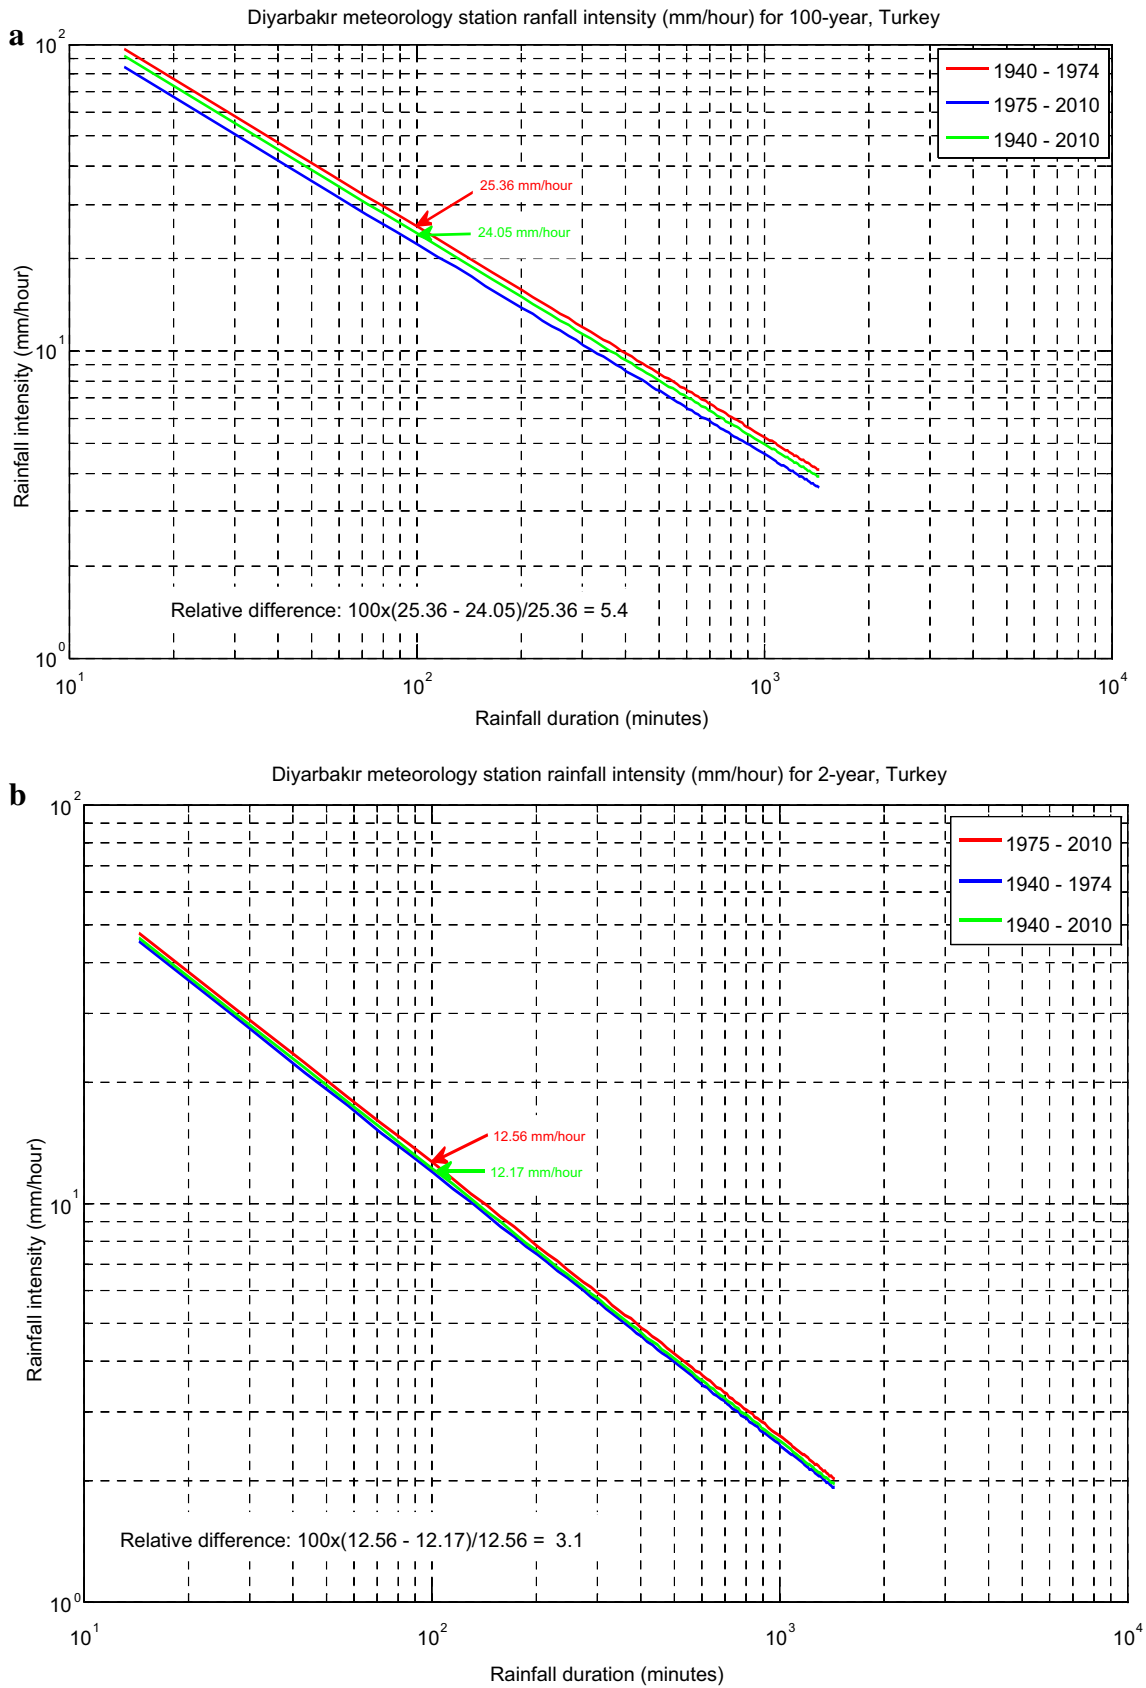 a
Diyarbakır meteorology station ranfall intensity (mm/hour) for 100-year, Turkey
10^2
1940 - 1974
1975 - 2010
1940 - 2010
25.36 mm/hour
24.05 mm/hour
Rainfall intensity (mm/hour)
10^1
Relative difference: 100x(25.36 - 24.05)/25.36 = 5.4
10^0
10^1
10^2
10^3
10^4
Rainfall duration (minutes)
Diyarbakır meteorology station rainfall intensity (mm/hour) for 2-year, Turkey
b
10^2
1975 - 2010
1940 - 1974
1940 - 2010
12.56 mm/hour
12.17 mm/hour
Rainfall intensity (mm/hour)
10^1
Relative difference: 100x(12.56 - 12.17)/12.56 = 3.1
10^0
10^1
10^2
10^3
10^4
Rainfall duration (minutes)